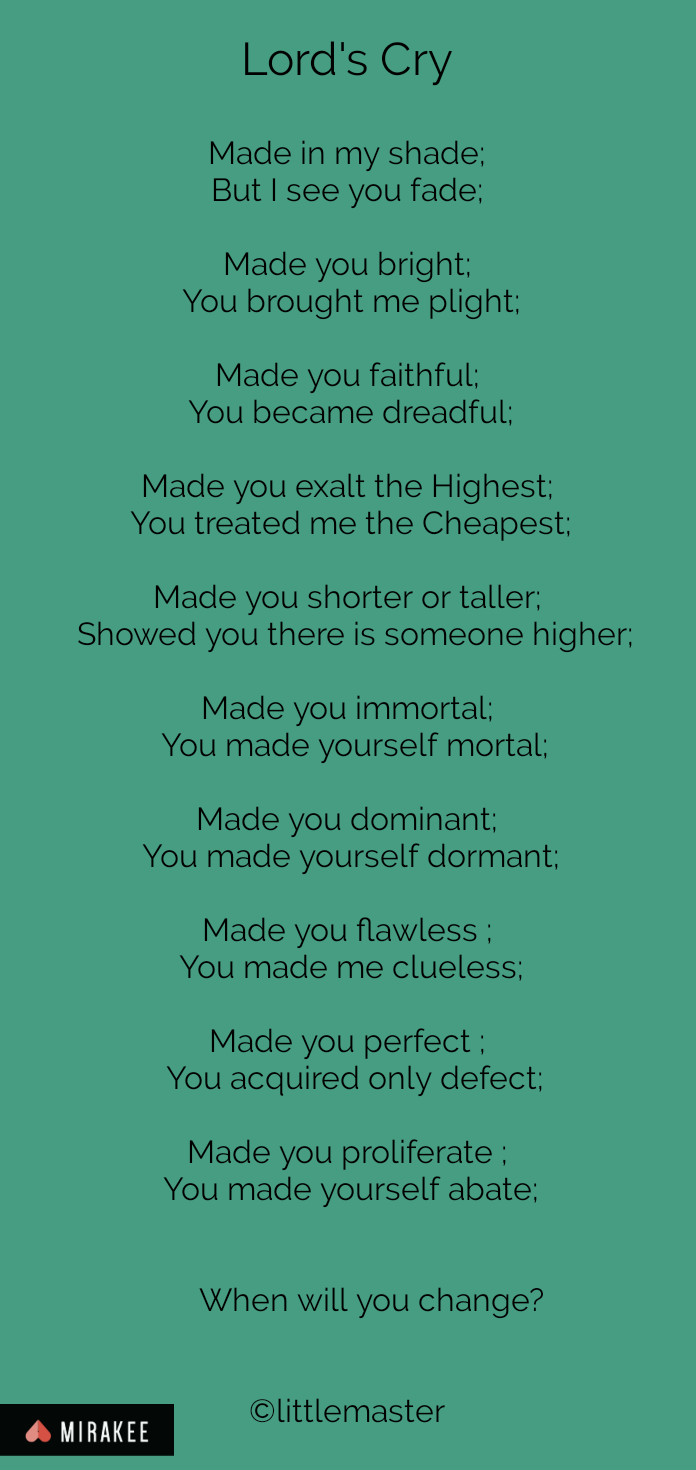 Lord's Cry
Made in my shade;
But I see you fade;
Made you bright;
You brought me plight;
Made you faithful;
You became dreadful;
Made you exalt the Highest;
You treated me the Cheapest;
Made you shorter or taller;
Showed you there is someone higher;
Made you immortal;
You made yourself mortal;
Made you dominant;
You made yourself dormant;
Made you flawless ;
You made me clueless;
Made you perfect ;
You acquired only defect;
Made you proliferate ;
You made yourself abate;
When will you change?
©littlemaster
MIRAKEE